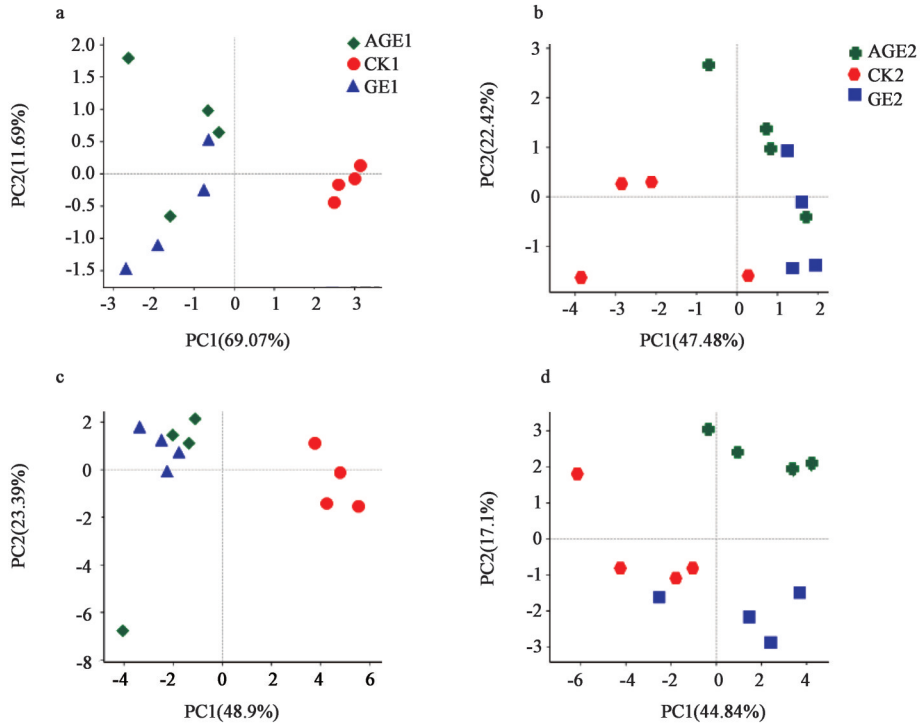 a
2.0
1.5
1.0
0.5
0.0
-0.5
-1.0
-1.5
PC2(11.69%)
-3 -2 -1 0 1 2 3
PC1(69.07%)
AGE1
CK1
GE1
b
3
2
1
0
-1
PC2(22.42%)
-4 -3 -2 -1 0 1 2
PC1(47.48%)
AGE2
CK2
GE2
c
2
0
-2
-4
-6
-8
PC2(23.39%)
-4 -2 0 2 4 6
PC1(48.9%)
d
3
2
1
0
-1
-2
-3
PC2(17.1%)
-6 -4 -2 0 2 4
PC1(44.84%)